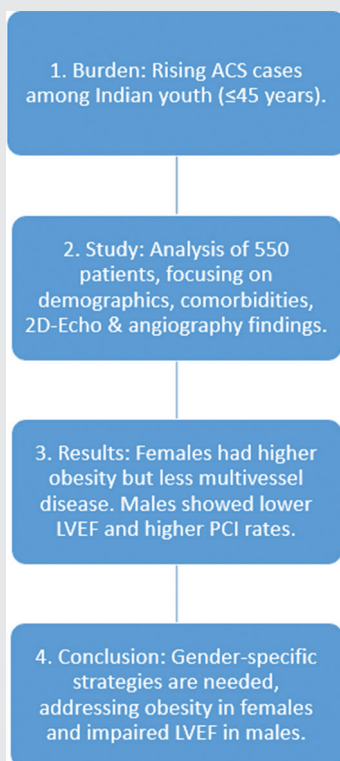 1. Burden: Rising ACS cases
among Indian youth (≤45 years).
2. Study: Analysis of 550
patients, focusing on
demographics, comorbidities,
2D-Echo & angiography findings.
3. Results: Females had higher
obesity but less multivessel
disease. Males showed lower
LVEF and higher PCI rates.
4. Conclusion: Gender-specific
strategies are needed,
addressing obesity in females
and impaired LVEF in males.